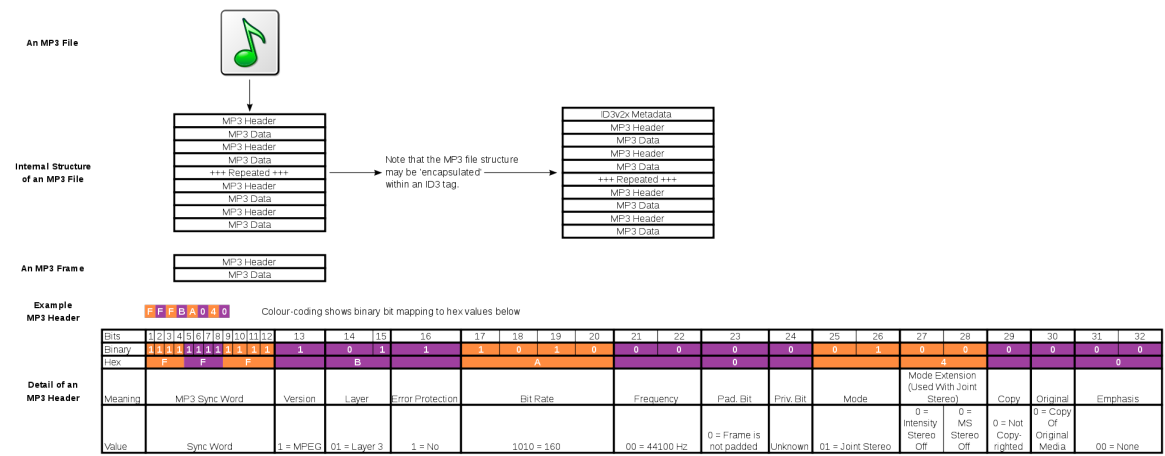 An MP3 File
Internal Structure
of an MP3 File
MP3 Header
MP3 Data
MP3 Header
MP3 Data
+++ Repeated +++
MP3 Header
MP3 Data
MP3 Header
MP3 Data
Note that the MP3 file structure
may be 'encapsulated'
within an ID3 tag.
ID3v2x Metadata
MP3 Header
MP3 Data
MP3 Header
MP3 Data
+++ Repeated +++
MP3 Header
MP3 Data
MP3 Header
MP3 Data
An MP3 Frame
MP3 Header
MP3 Data
Example
MP3 Header
F F F B A 0 4 0
Colour-coding shows binary bit mapping to hex values below
Detail of an
MP3 Header
Bits 1 2 3 4 5 6 7 8 9 10 11 12 13 14 15 16 17 18 19 20 21 22 23 24 25 26 27 28 29 30 31 32
Binary 1 1 1 1 1 1 1 1 1 1 1 1 1 0 1 1 1 0 1 0 0 0 0 0 0 1 0 0 0 0 0 0
Hex F F F B A 0 4 0
Meaning MP3 Sync Word Version Layer Error Protection Bit Rate Frequency Pad. Bit Priv. Bit Mode Mode Extension (Used With Joint Stereo) Copy Original Emphasis
Value Sync Word 1 = MPEG 01 = Layer 3 1 = No 1010 = 160 00 = 44100 Hz 0 = Frame is not padded Unknown 01 = Joint Stereo 0 = Intensity Stereo Off 0 = MS Stereo Off 0 = Not Copy-righted 0 = Copy Of Original Media 00 = None